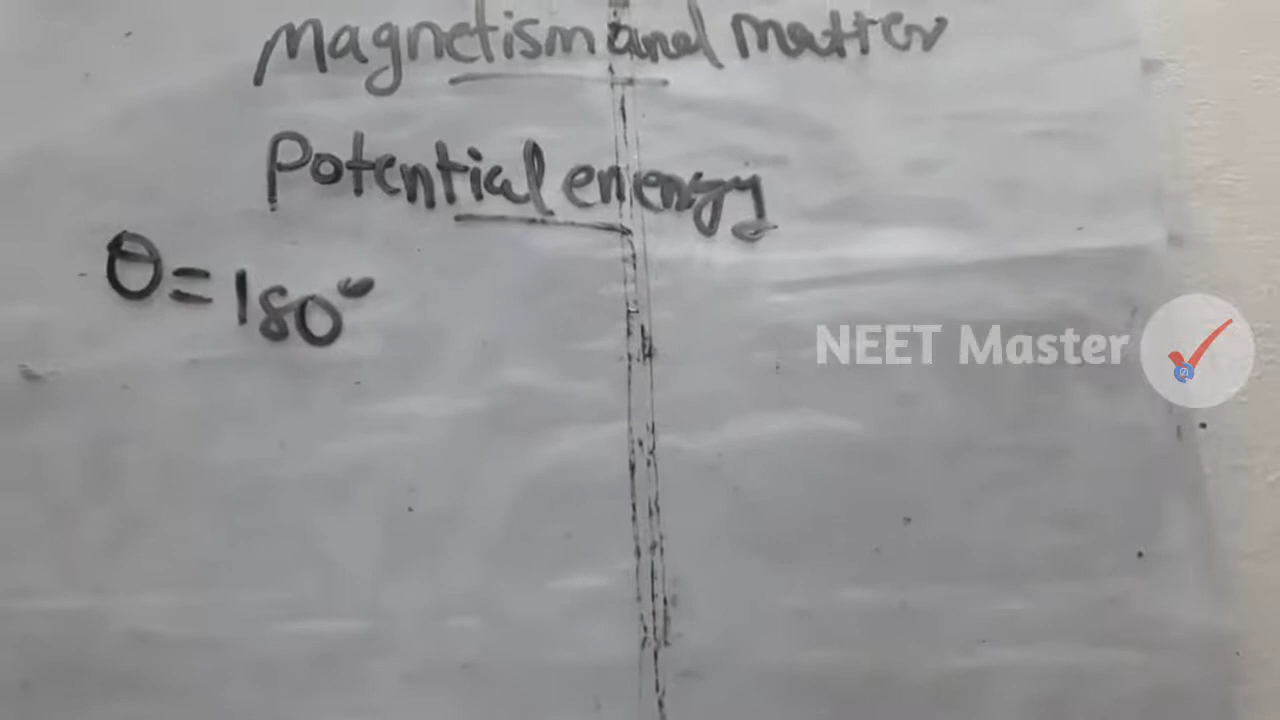 Magnetism and matter
Potential energy
θ = 180°
NEET Master